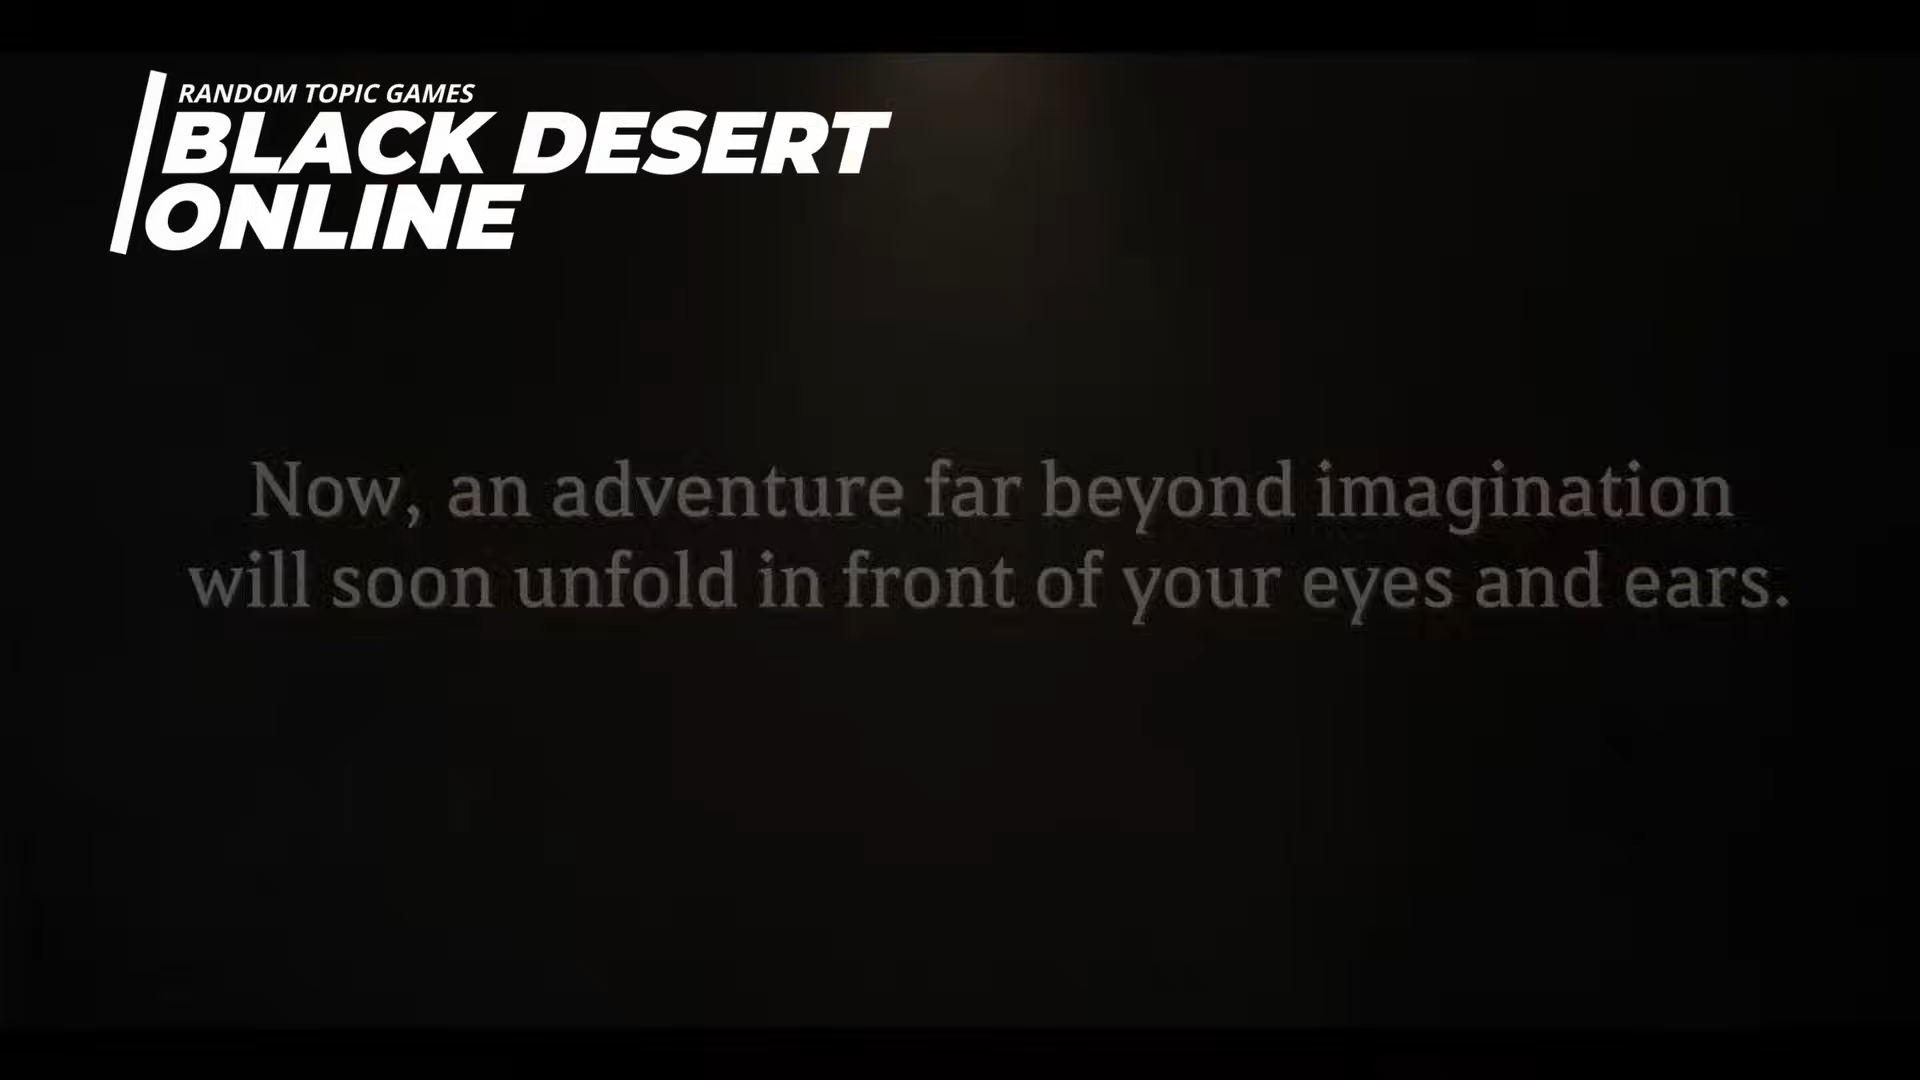 RANDOM TOPIC GAMES
BLACK DESERT
ONLINE
Now, an adventure far beyond imagination
will soon unfold in front of your eyes and ears.